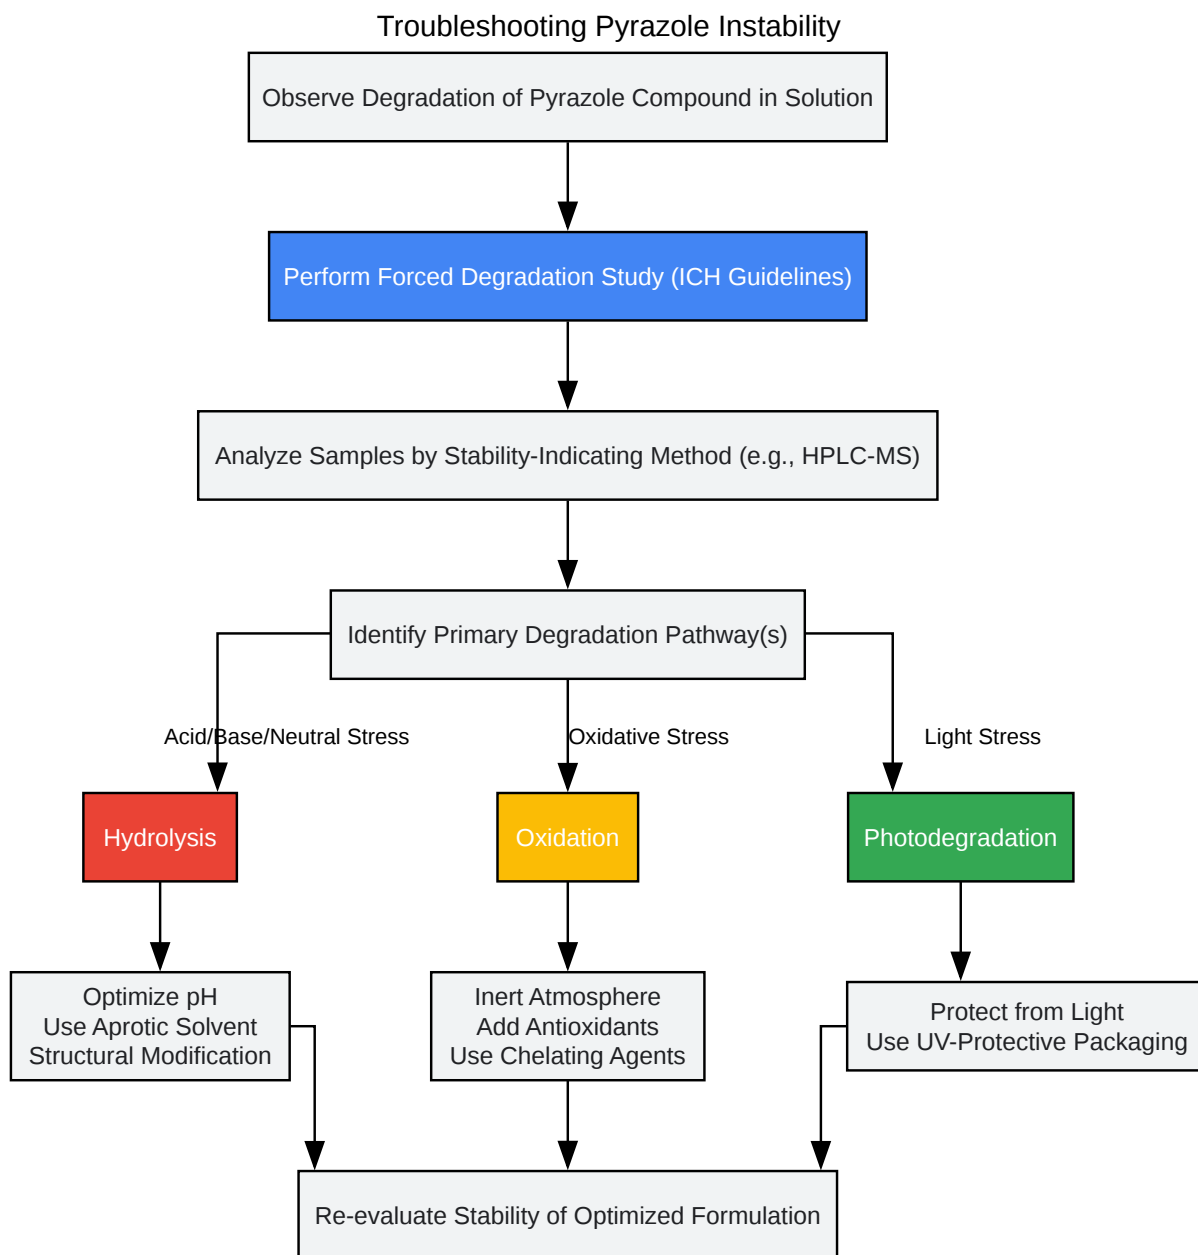 Troubleshooting Pyrazole Instability
Observe Degradation of Pyrazole Compound in Solution
Perform Forced Degradation Study (ICH Guidelines)
Analyze Samples by Stability-Indicating Method (e.g., HPLC-MS)
Identify Primary Degradation Pathway(s)
Acid/Base/Neutral Stress
Oxidative Stress
Light Stress
Hydrolysis
Oxidation
Photodegradation
Optimize pH
Use Aprotic Solvent
Structural Modification
Inert Atmosphere
Add Antioxidants
Use Chelating Agents
Protect from Light
Use UV-Protective Packaging
Re-evaluate Stability of Optimized Formulation